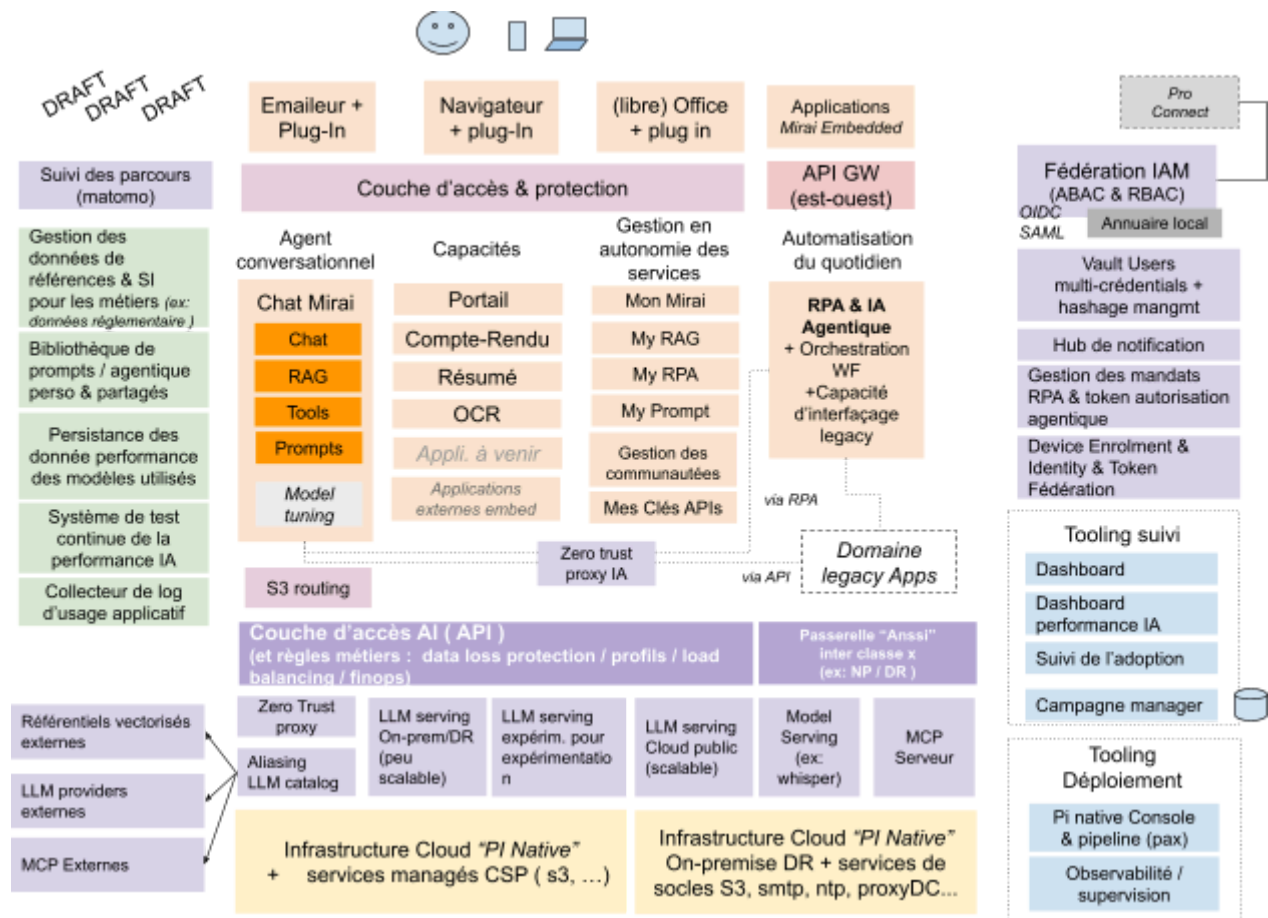 DRAFT
DRAFT
DRAFT
Emaileur +
Plug-In
Navigateur
+ plug-In
(libre) Office
+ plug in
Applications
Mirai Embedded
Pro
Connect
Suivi des parcours
(matomo)
Couche d'accès & protection
API GW
(est-ouest)
Fédération IAM
(ABAC & RBAC)
OIDC
SAML
Annuaire local
Gestion des
données de
références & SI
pour les métiers (ex:
données réglementaire )
Bibliothèque de
prompts / agentique
perso & partagés
Persistance des
donnée performance
des modèles utilisés
Système de test
continue de la
performance IA
Collecteur de log
d'usage applicatif
Agent
conversationnel
Chat Mirai
Chat
RAG
Tools
Prompts
Model
tuning
Capacités
Portail
Compte-Rendu
Résumé
OCR
Appli. à venir
Applications
externes embed
Gestion en
autonomie des
services
Mon Mirai
My RAG
My RPA
My Prompt
Gestion des
communautées
Mes Clés APIs
Automatisation
du quotidien
RPA & IA
Agentique
+ Orchestration
WF
+Capacité
d'interfaçage
legacy
via RPA
Zero trust
proxy IA
via API
Domaine
legacy Apps
Vault Users
multi-crédentials +
hashage mangmt
Hub de notification
Gestion des mandats
RPA & token autorisation
agentique
Device Enrolment &
Identity & Token
Fédération
Tooling suivi
Dashboard
Dashboard
performance IA
Suivi de l'adoption
Campagne manager
S3 routing
Couche d'accès AI ( API )
(et règles métiers : data loss protection / profils / load
balancing / finops)
Passerelle "Anssi"
inter classe x
(ex: NP / DR )
Référentiels vectorisés
externes
LLM providers
externes
MCP Externes
Zero Trust
proxy
Aliasing
LLM catalog
LLM serving
On-prem/DR
(peu
scalable)
LLM serving
expérim. pour
expérimentatio
n
LLM serving
Cloud public
(scalable)
Model
Serving
(ex:
whisper)
MCP
Serveur
Infrastructure Cloud "PI Native"
+ services managés CSP ( s3, …)
Infrastructure Cloud "PI Native"
On-premise DR + services de
socles S3, smtp, ntp, proxyDC...
Tooling
Déploiement
Pi native Console
& pipeline (pax)
Observabilité /
supervision